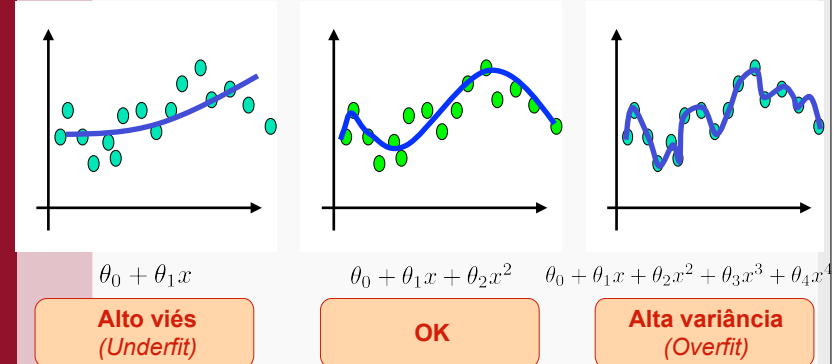 θ₀ + θ₁x
θ₀ + θ₁x + θ₂x²
θ₀ + θ₁x + θ₂x² + θ₃x³ + θ₄x⁴
Alto viés
(Underfit)
OK
Alta variância
(Overfit)